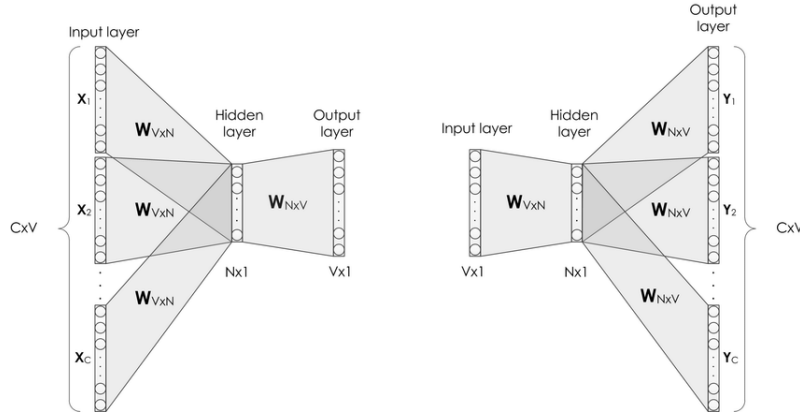 Input layer
X1
WVxN
Hidden
layer
Output
layer
X2
WVxN
WNxV
CxV
Nx1
Vx1
WVxN
XC
Output
layer
Y1
WNxV
Input layer
Hidden
layer
WVxN
WNxV
Y2
CxV
Vx1
Nx1
WNxV
YC